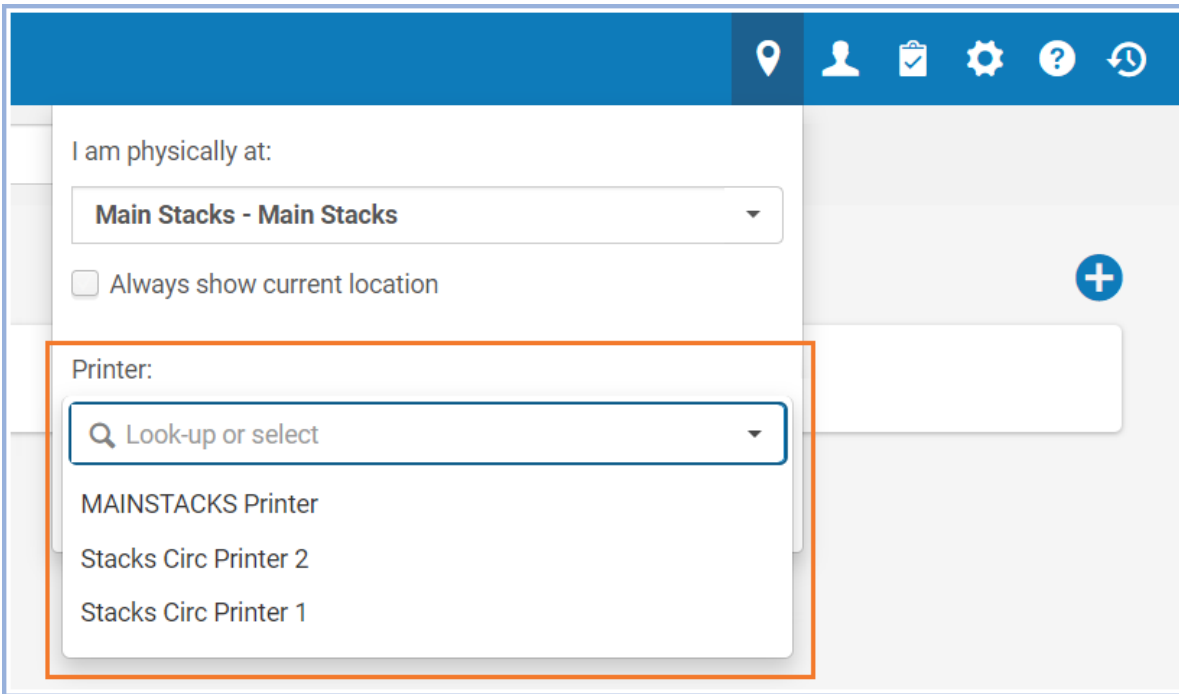 I am physically at:
Main Stacks - Main Stacks
Always show current location
Printer:
Look-up or select
MAINSTACKS Printer
Stacks Circ Printer 2
Stacks Circ Printer 1